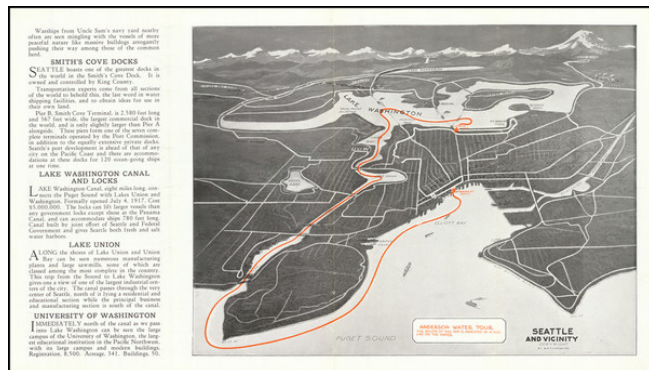 Warships from Uncle Sam's navy yard nearby
often are seen mingling with the vessels of more
peaceful nature like massive bulldogs arrogantly
pushing their way among those of the common
herd.
SMITH'S COVE DOCKS
SEATTLE boasts one of the greatest docks in
the world in the Smith's Cove Dock. It is
owned and controlled by King County.
Transportation experts come from all sections
of the world to behold this, the last word in water
shipping facilities, and to obtain ideas for use in
their own land.
Pier B, Smith Cove Terminal, is 2,580 feet long
and 367 feet wide, the largest commercial dock in
the world, and is only slightly larger than Pier A
alongside. These piers form one of the seven com-
plete terminals operated by the Port Commission,
in addition to the equally extensive private docks.
Seattle's port development is ahead of that of any
city on the Pacific Coast and there are accommo-
dations at these docks for 120 ocean-going ships
at one time.
LAKE WASHINGTON CANAL
AND LOCKS
LAKE Washington Canal, eight miles long, con-
nects the Puget Sound with Lakes Union and
Washington. Formally opened July 4, 1917. Cost
$5,000,000. The locks can lift larger vessels than
any government locks except those at the Panama
Canal, and can accommodate ships 780 feet long.
Canal built by joint effort of Seattle and Federal
Government and gives Seattle both fresh and salt
water harbors.
LAKE UNION
ALONG the shores of Lake Union and Union
Bay can be seen numerous manufacturing
plants and large sawmills, some of which are
classed among the most complete in the country.
This trip from the Sound to Lake Washington
gives one a view of one of the largest industrial cen-
tres of the city. The canal passes through the very
center of Seattle, north of it lying a residential and
educational section while the principal business
and manufacturing section is south of the canal.
UNIVERSITY OF WASHINGTON
IMMEDIATELY north of the canal as we pass
into Lake Washington can be seen the large
campus of the University of Washington, the larg-
est educational institution in the Pacific Northwest,
with its large campus and modern buildings.
Registration, 8,500. Acreage, 541. Buildings, 50.
LAKE WASHINGTON
ELLIOTT BAY
PUGET SOUND
ANDERSON WATER TOUR
SEATTLE
AND VICINITY